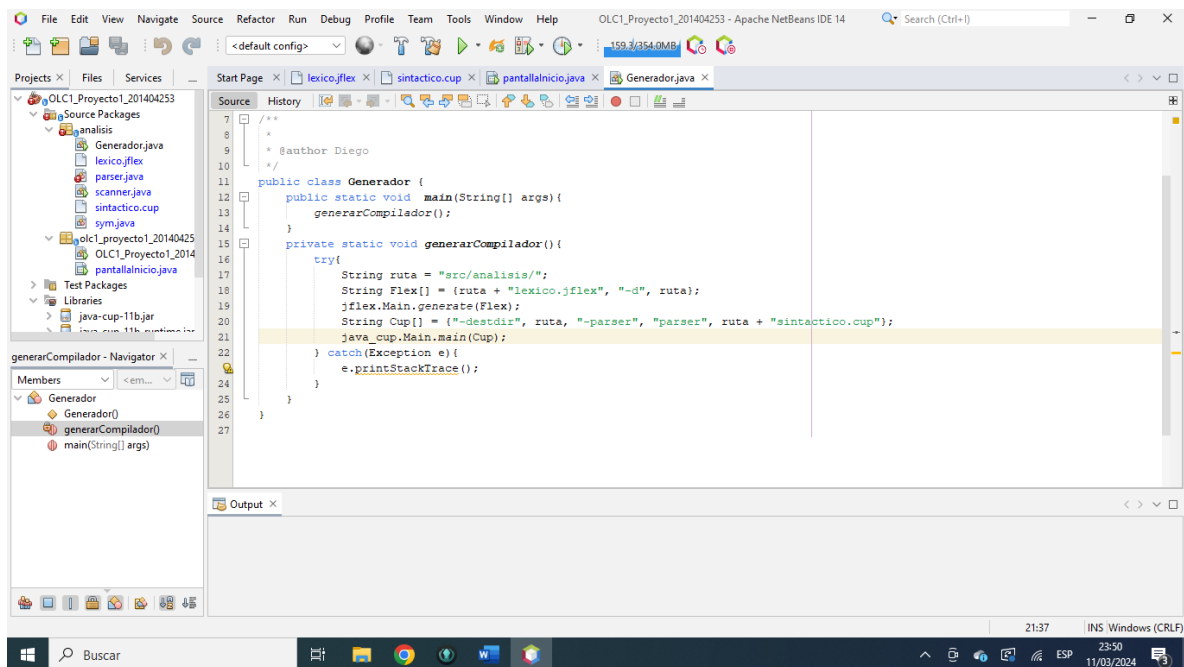 File Edit View Navigate Source Refactor Run Debug Profile Team Tools Window Help OLC1_Proyecto1_201404253 - Apache NetBeans IDE 14 Search (Ctrl+I)
<default config> 159.3/354.0MB
Projects Files Services
Start Page lexico.jflex sintactico.cup pantallaInicio.java Generador.java
OLC1_Proyecto1_201404253
Source Packages
analisis
Generador.java
lexico.jflex
parser.java
scanner.java
sintactico.cup
sym.java
olc1_proyecto1_20140425
OLC1_Proyecto1_2014
pantallaInicio.java
Test Packages
Libraries
java-cup-11b.jar
java-cup-11b-runtime.jar
generarCompilador - Navigator
Members <em...
Generador
Generador()
generarCompilador()
main(String[] args)
Source History
7 /**
8 *
9 * @author Diego
10 */
11 public class Generador {
12 public static void main(String[] args){
13 generarCompilador();
14 }
15 private static void generarCompilador(){
16 try{
17 String ruta = "src/analisis/";
18 String Flex[] = {ruta + "lexico.jflex", "-d", ruta};
19 jflex.Main.generate(Flex);
20 String Cup[] = {"-destdir", ruta, "-parser", "parser", ruta + "sintactico.cup"};
21 java_cup.Main.main(Cup);
22 } catch(Exception e){
e.printStackTrace();
24 }
25 }
26 }
27
Output
21:37 INS Windows (CRLF)
Buscar
ESP
23:50
11/03/2024
3